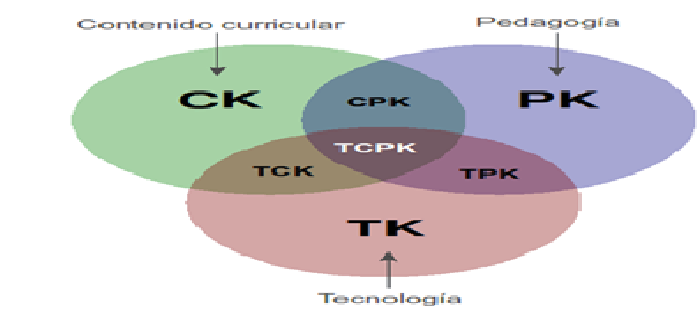 Contenido curricular
Pedagogía
CK
CPK
PK
TCPK
TCK
TPK
TK
Tecnología